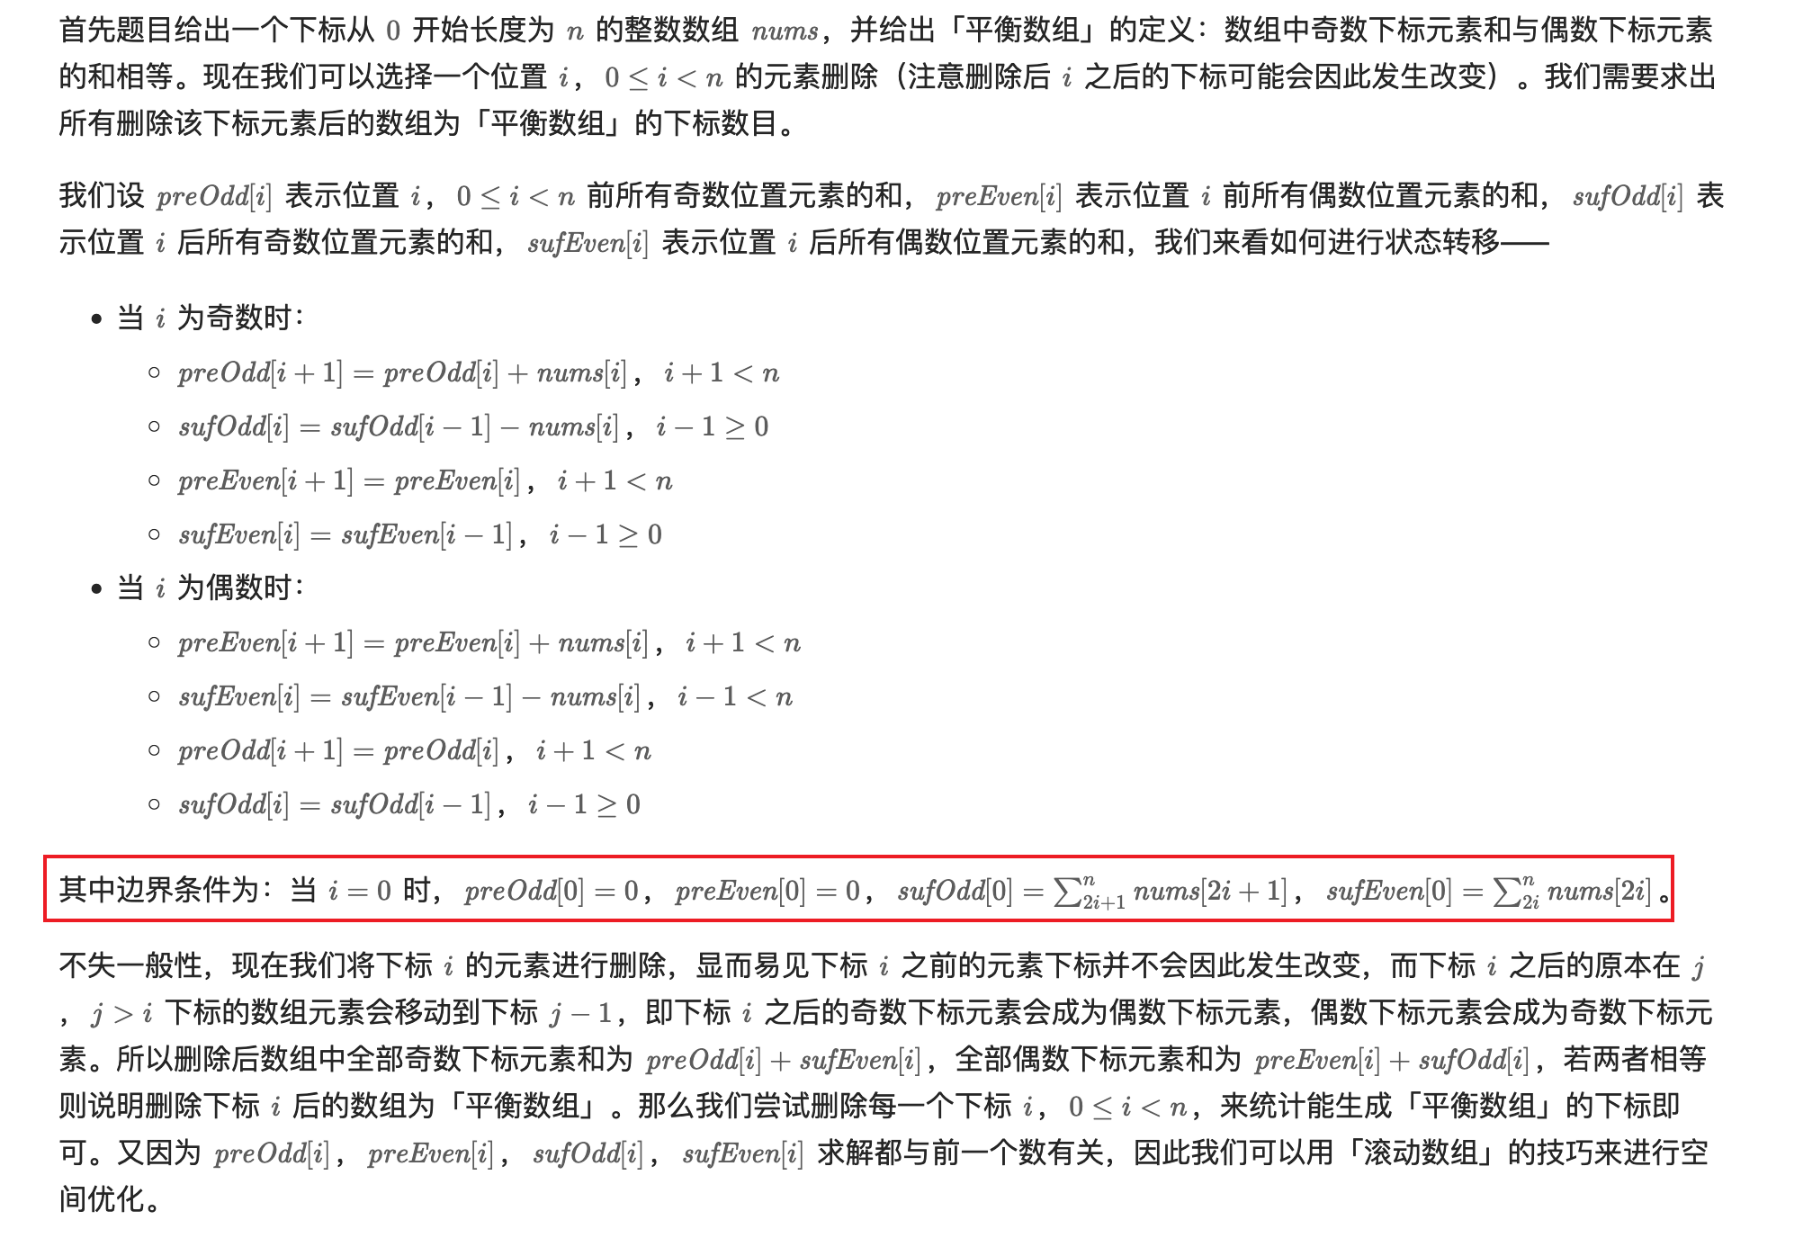 首先题目给出一个下标从 0 开始长度为 n 的整数数组 nums，并给出「平衡数组」的定义：数组中奇数下标元素和与偶数下标元素
的和相等。现在我们可以选择一个位置 i，0 ≤ i < n 的元素删除（注意删除后 i 之后的下标可能会因此发生改变）。我们需要求出
所有删除该下标元素后的数组为「平衡数组」的下标数目。
我们设 preOdd[i] 表示位置 i，0 ≤ i < n 前所有奇数位置元素的和，preEven[i] 表示位置 i 前所有偶数位置元素的和，sufOdd[i] 表
示位置 i 后所有奇数位置元素的和，sufEven[i] 表示位置 i 后所有偶数位置元素的和，我们来看如何进行状态转移——
• 当 i 为奇数时：
○ preOdd[i + 1] = preOdd[i] + nums[i]，i + 1 < n
○ sufOdd[i] = sufOdd[i − 1] − nums[i]，i − 1 ≥ 0
○ preEven[i + 1] = preEven[i]，i + 1 < n
○ sufEven[i] = sufEven[i − 1]，i − 1 ≥ 0
• 当 i 为偶数时：
○ preEven[i + 1] = preEven[i] + nums[i]，i + 1 < n
○ sufEven[i] = sufEven[i − 1] − nums[i]，i − 1 < n
○ preOdd[i + 1] = preOdd[i]，i + 1 < n
○ sufOdd[i] = sufOdd[i − 1]，i − 1 ≥ 0
其中边界条件为：当 i = 0 时，preOdd[0] = 0，preEven[0] = 0，sufOdd[0] = ∑_{2i+1}^{n} nums[2i + 1]，sufEven[0] = ∑_{2i}^{n} nums[2i]。
不失一般性，现在我们将下标 i 的元素进行删除，显而易见下标 i 之前的元素下标并不会因此发生改变，而下标 i 之后的原本在 j
，j > i 下标的数组元素会移动到下标 j − 1，即下标 i 之后的奇数下标元素会成为偶数下标元素，偶数下标元素会成为奇数下标元
素。所以删除后数组中全部奇数下标元素和为 preOdd[i] + sufEven[i]，全部偶数下标元素和为 preEven[i] + sufOdd[i]，若两者相等
则说明删除下标 i 后的数组为「平衡数组」。那么我们尝试删除每一个下标 i，0 ≤ i < n，来统计能生成「平衡数组」的下标即
可。又因为 preOdd[i]，preEven[i]，sufOdd[i]，sufEven[i] 求解都与前一个数有关，因此我们可以用「滚动数组」的技巧来进行空
间优化。